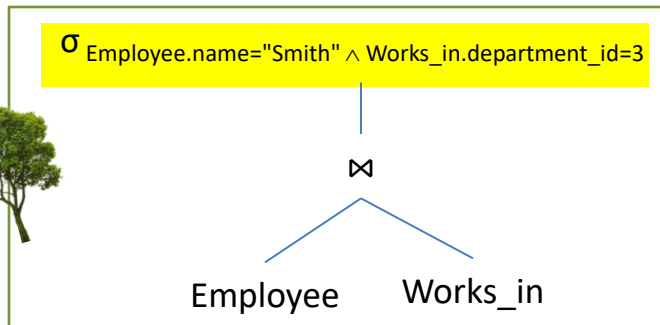 σ Employee.name="Smith" ∧ Works_in.department_id=3
⋈
Employee Works_in